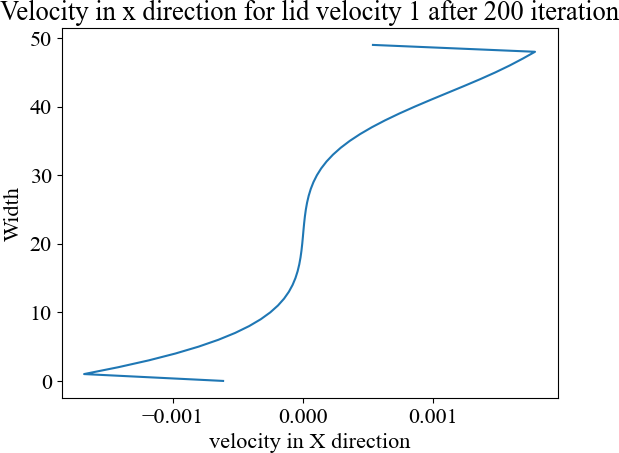 Velocity in x direction for lid velocity 1 after 200 iteration
50
40
30
20
10
0
Width
−0.001 0.000 0.001
velocity in X direction